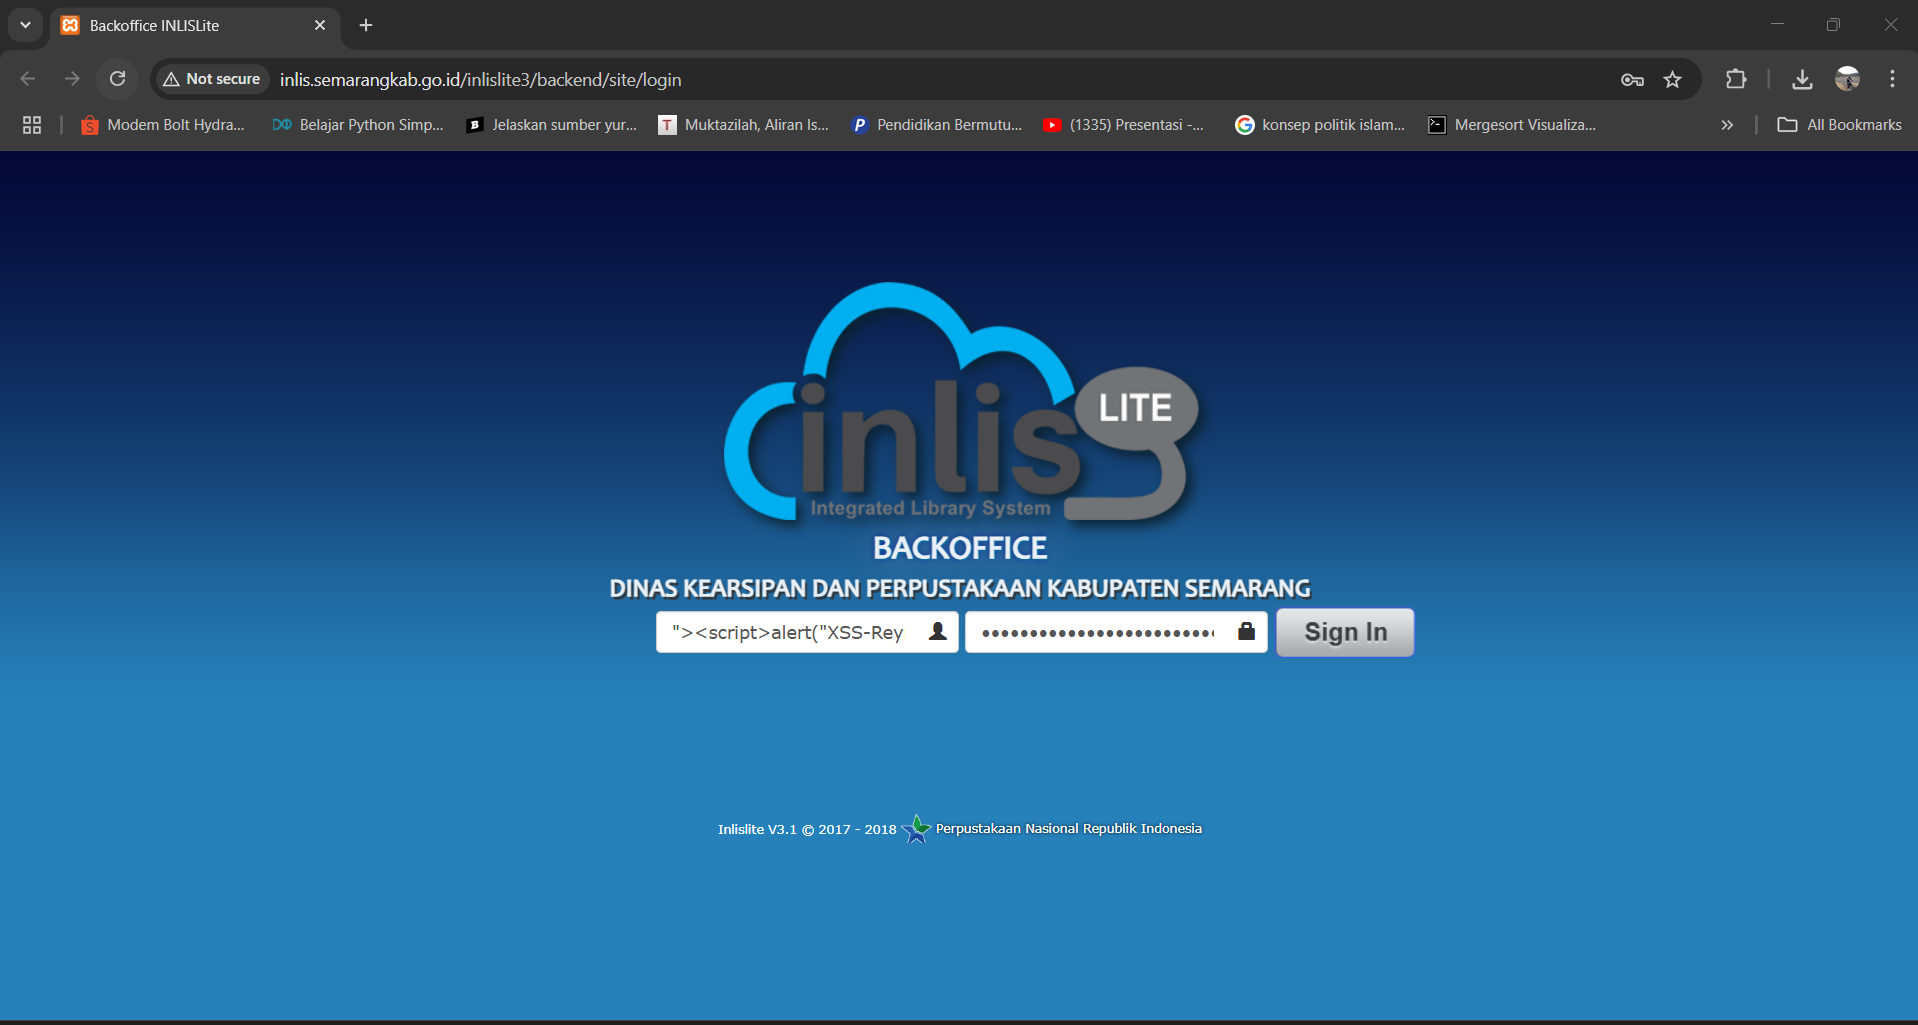 Backoffice INLISLite
Not secure inlis.semarangkab.go.id/inlislite3/backend/site/login
Modem Bolt Hydra... Belajar Python Simp... Jelaskan sumber yur... Muktazilah, Aliran Is... Pendidikan Bermutu... (1335) Presentasi -... konsep politik islam... Mergesort Visualiza... All Bookmarks
inlis LITE
Integrated Library System
BACKOFFICE
DINAS KEARSIPAN DAN PERPUSTAKAAN KABUPATEN SEMARANG
"><script>alert("XSS-Rey •••••••••••••••••••••••• Sign In
Inlislite V3.1 © 2017 - 2018 Perpustakaan Nasional Republik Indonesia